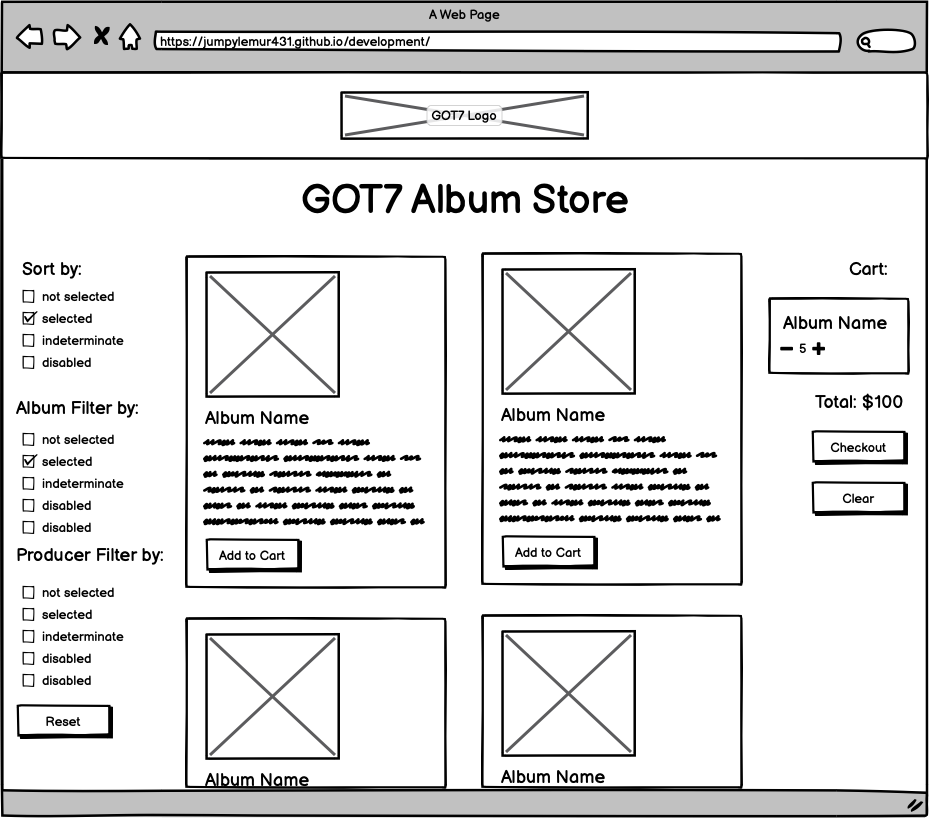 A Web Page
https://jumpylemur431.github.io/development/
GOT7 Logo
GOT7 Album Store
Sort by:
not selected
selected
indeterminate
disabled
Album Filter by:
not selected
selected
indeterminate
disabled
disabled
Producer Filter by:
not selected
selected
indeterminate
disabled
disabled
Reset
Album Name
Add to Cart
Album Name
Add to Cart
Album Name
Album Name
Cart:
Album Name
5
Total: $100
Checkout
Clear